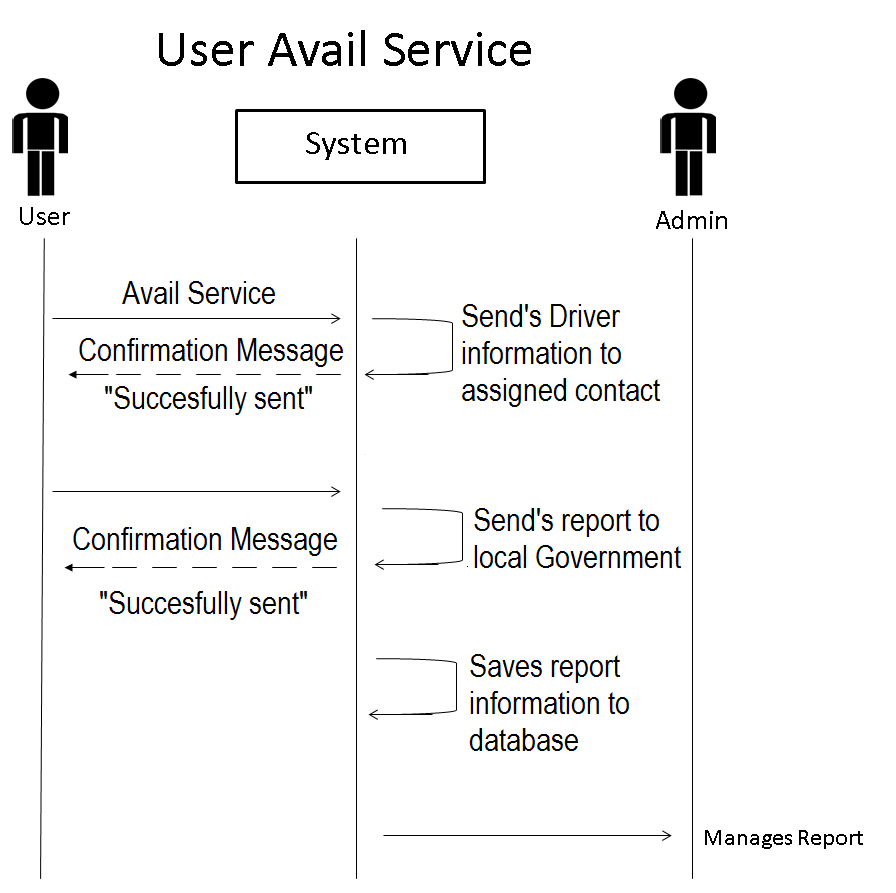 User Avail Service
System
User
Admin
Avail Service
Send's Driver
information to
assigned contact
Confirmation Message
"Succesfully sent"
Send's report to
local Government
Confirmation Message
"Succesfully sent"
Saves report
information to
database
Manages Report